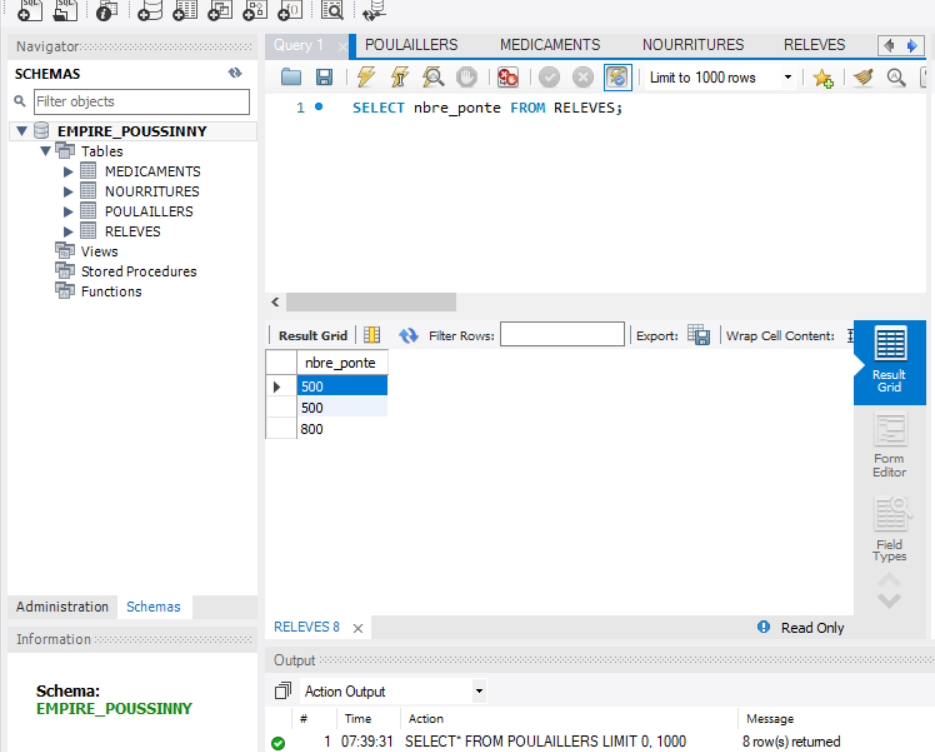 Navigator
Query 1 POULAILLERS MEDICAMENTS NOURRITURES RELEVES
SCHEMAS
Limit to 1000 rows
Filter objects
1 SELECT nbre_ponte FROM RELEVES;
EMPIRE_POUSSINNY
Tables
MEDICAMENTS
NOURRITURES
POULAILLERS
RELEVES
Views
Stored Procedures
Functions
Result Grid Filter Rows: Export: Wrap Cell Content:
nbre_ponte
500
500
800
Result
Grid
Form
Editor
Field
Types
Administration Schemas
RELEVES 8 Read Only
Information
Output
Schema:
EMPIRE_POUSSINNY
Action Output
# Time Action Message
1 07:39:31 SELECT* FROM POULAILLERS LIMIT 0, 1000 8 row(s) returned